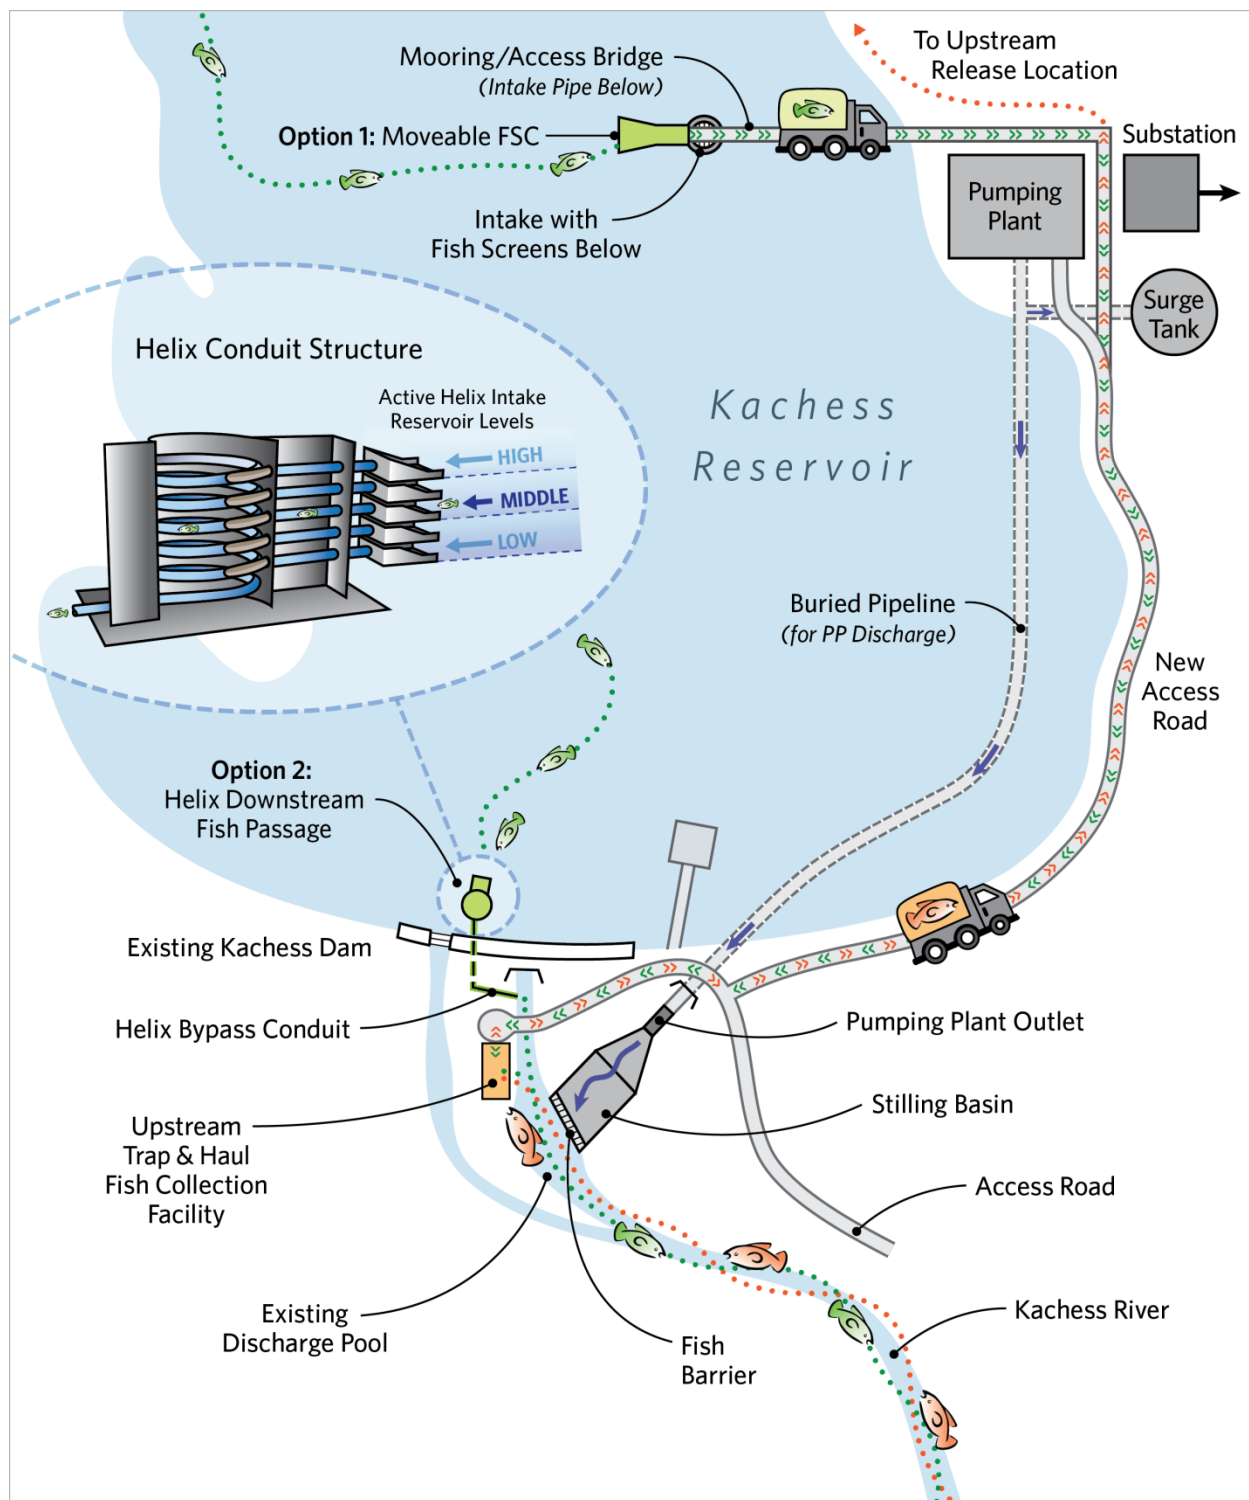 To Upstream
Release Location
Mooring/Access Bridge
(Intake Pipe Below)
Option 1: Moveable FSC
Substation
Pumping
Plant
Intake with
Fish Screens Below
Surge
Tank
Helix Conduit Structure
Active Helix Intake
Reservoir Levels
HIGH
MIDDLE
LOW
Kachess
Reservoir
Buried Pipeline
(for PP Discharge)
New
Access
Road
Option 2:
Helix Downstream
Fish Passage
Existing Kachess Dam
Helix Bypass Conduit
Pumping Plant Outlet
Stilling Basin
Upstream
Trap & Haul
Fish Collection
Facility
Access Road
Existing
Discharge Pool
Fish
Barrier
Kachess River